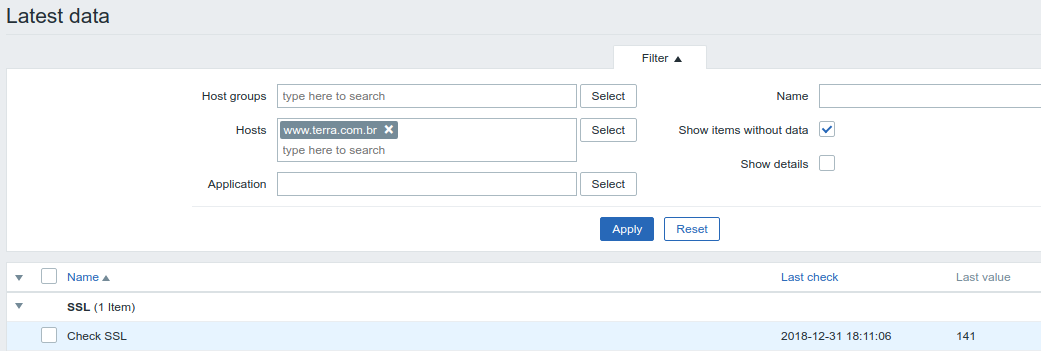 Latest data
Filter ▲
Host groups type here to search Select Name
Hosts www.terra.com.br ✖ Select Show items without data
type here to search
Show details
Application Select
Apply Reset
Name ▲ Last check Last value
SSL (1 Item)
Check SSL 2018-12-31 18:11:06 141